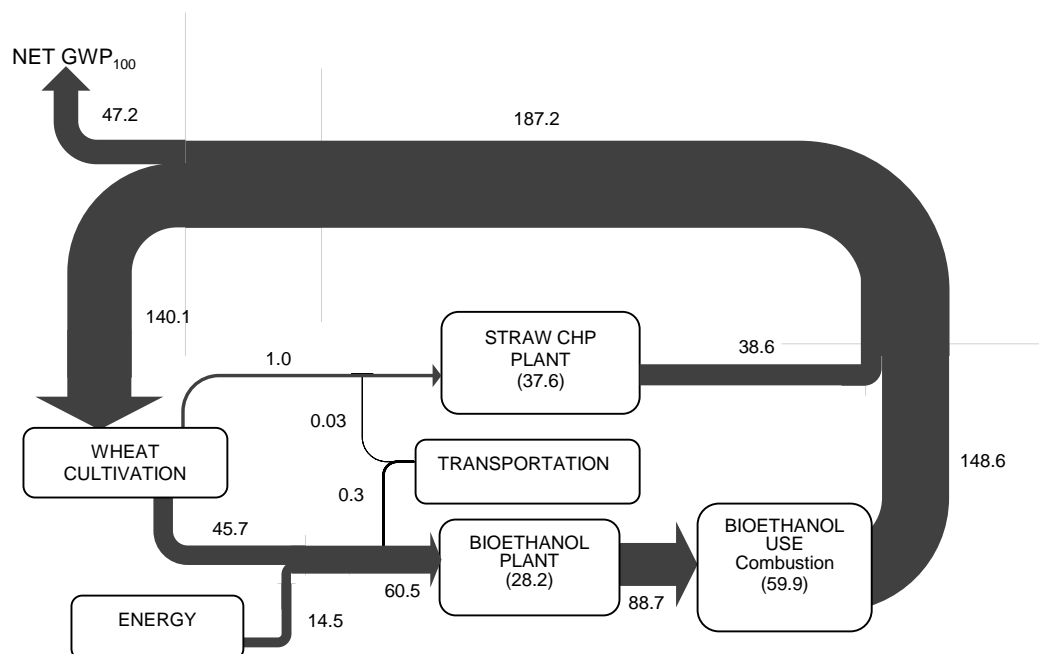 NET GWP100
47.2
187.2
140.1
1.0
STRAW CHP
PLANT
(37.6)
38.6
0.03
WHEAT
CULTIVATION
TRANSPORTATION
148.6
0.3
45.7
BIOETHANOL
PLANT
(28.2)
BIOETHANOL
USE
Combustion
(59.9)
60.5
88.7
ENERGY
14.5